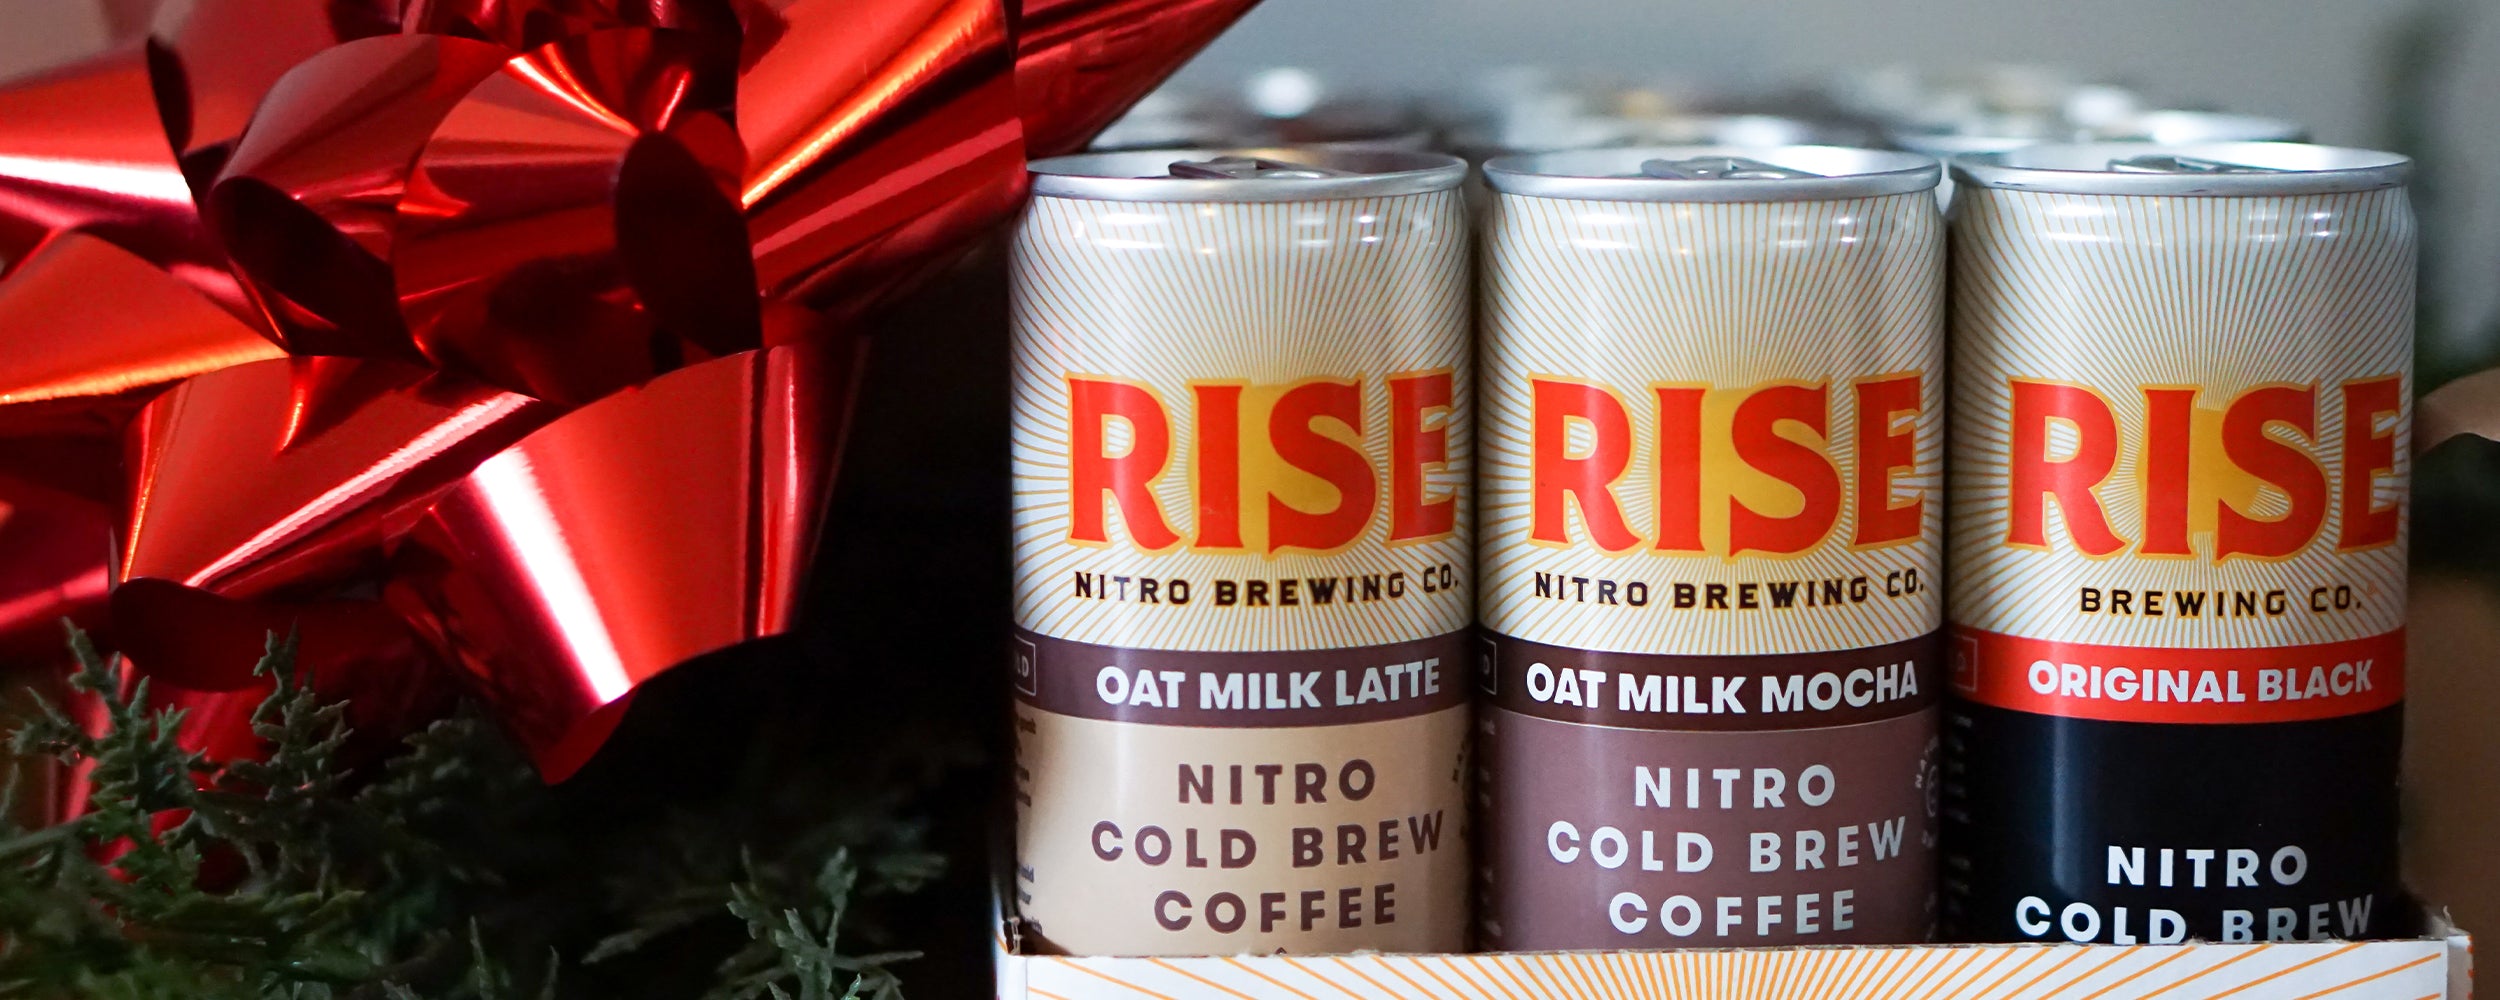 RISE
NITRO BREWING CO.
OAT MILK LATTE
NITRO
COLD BREW
COFFEE
RISE
NITRO BREWING CO.
OAT MILK MOCHA
NITRO
COLD BREW
COFFEE
RISE
BREWING CO.
ORIGINAL BLACK
NITRO
COLD BREW